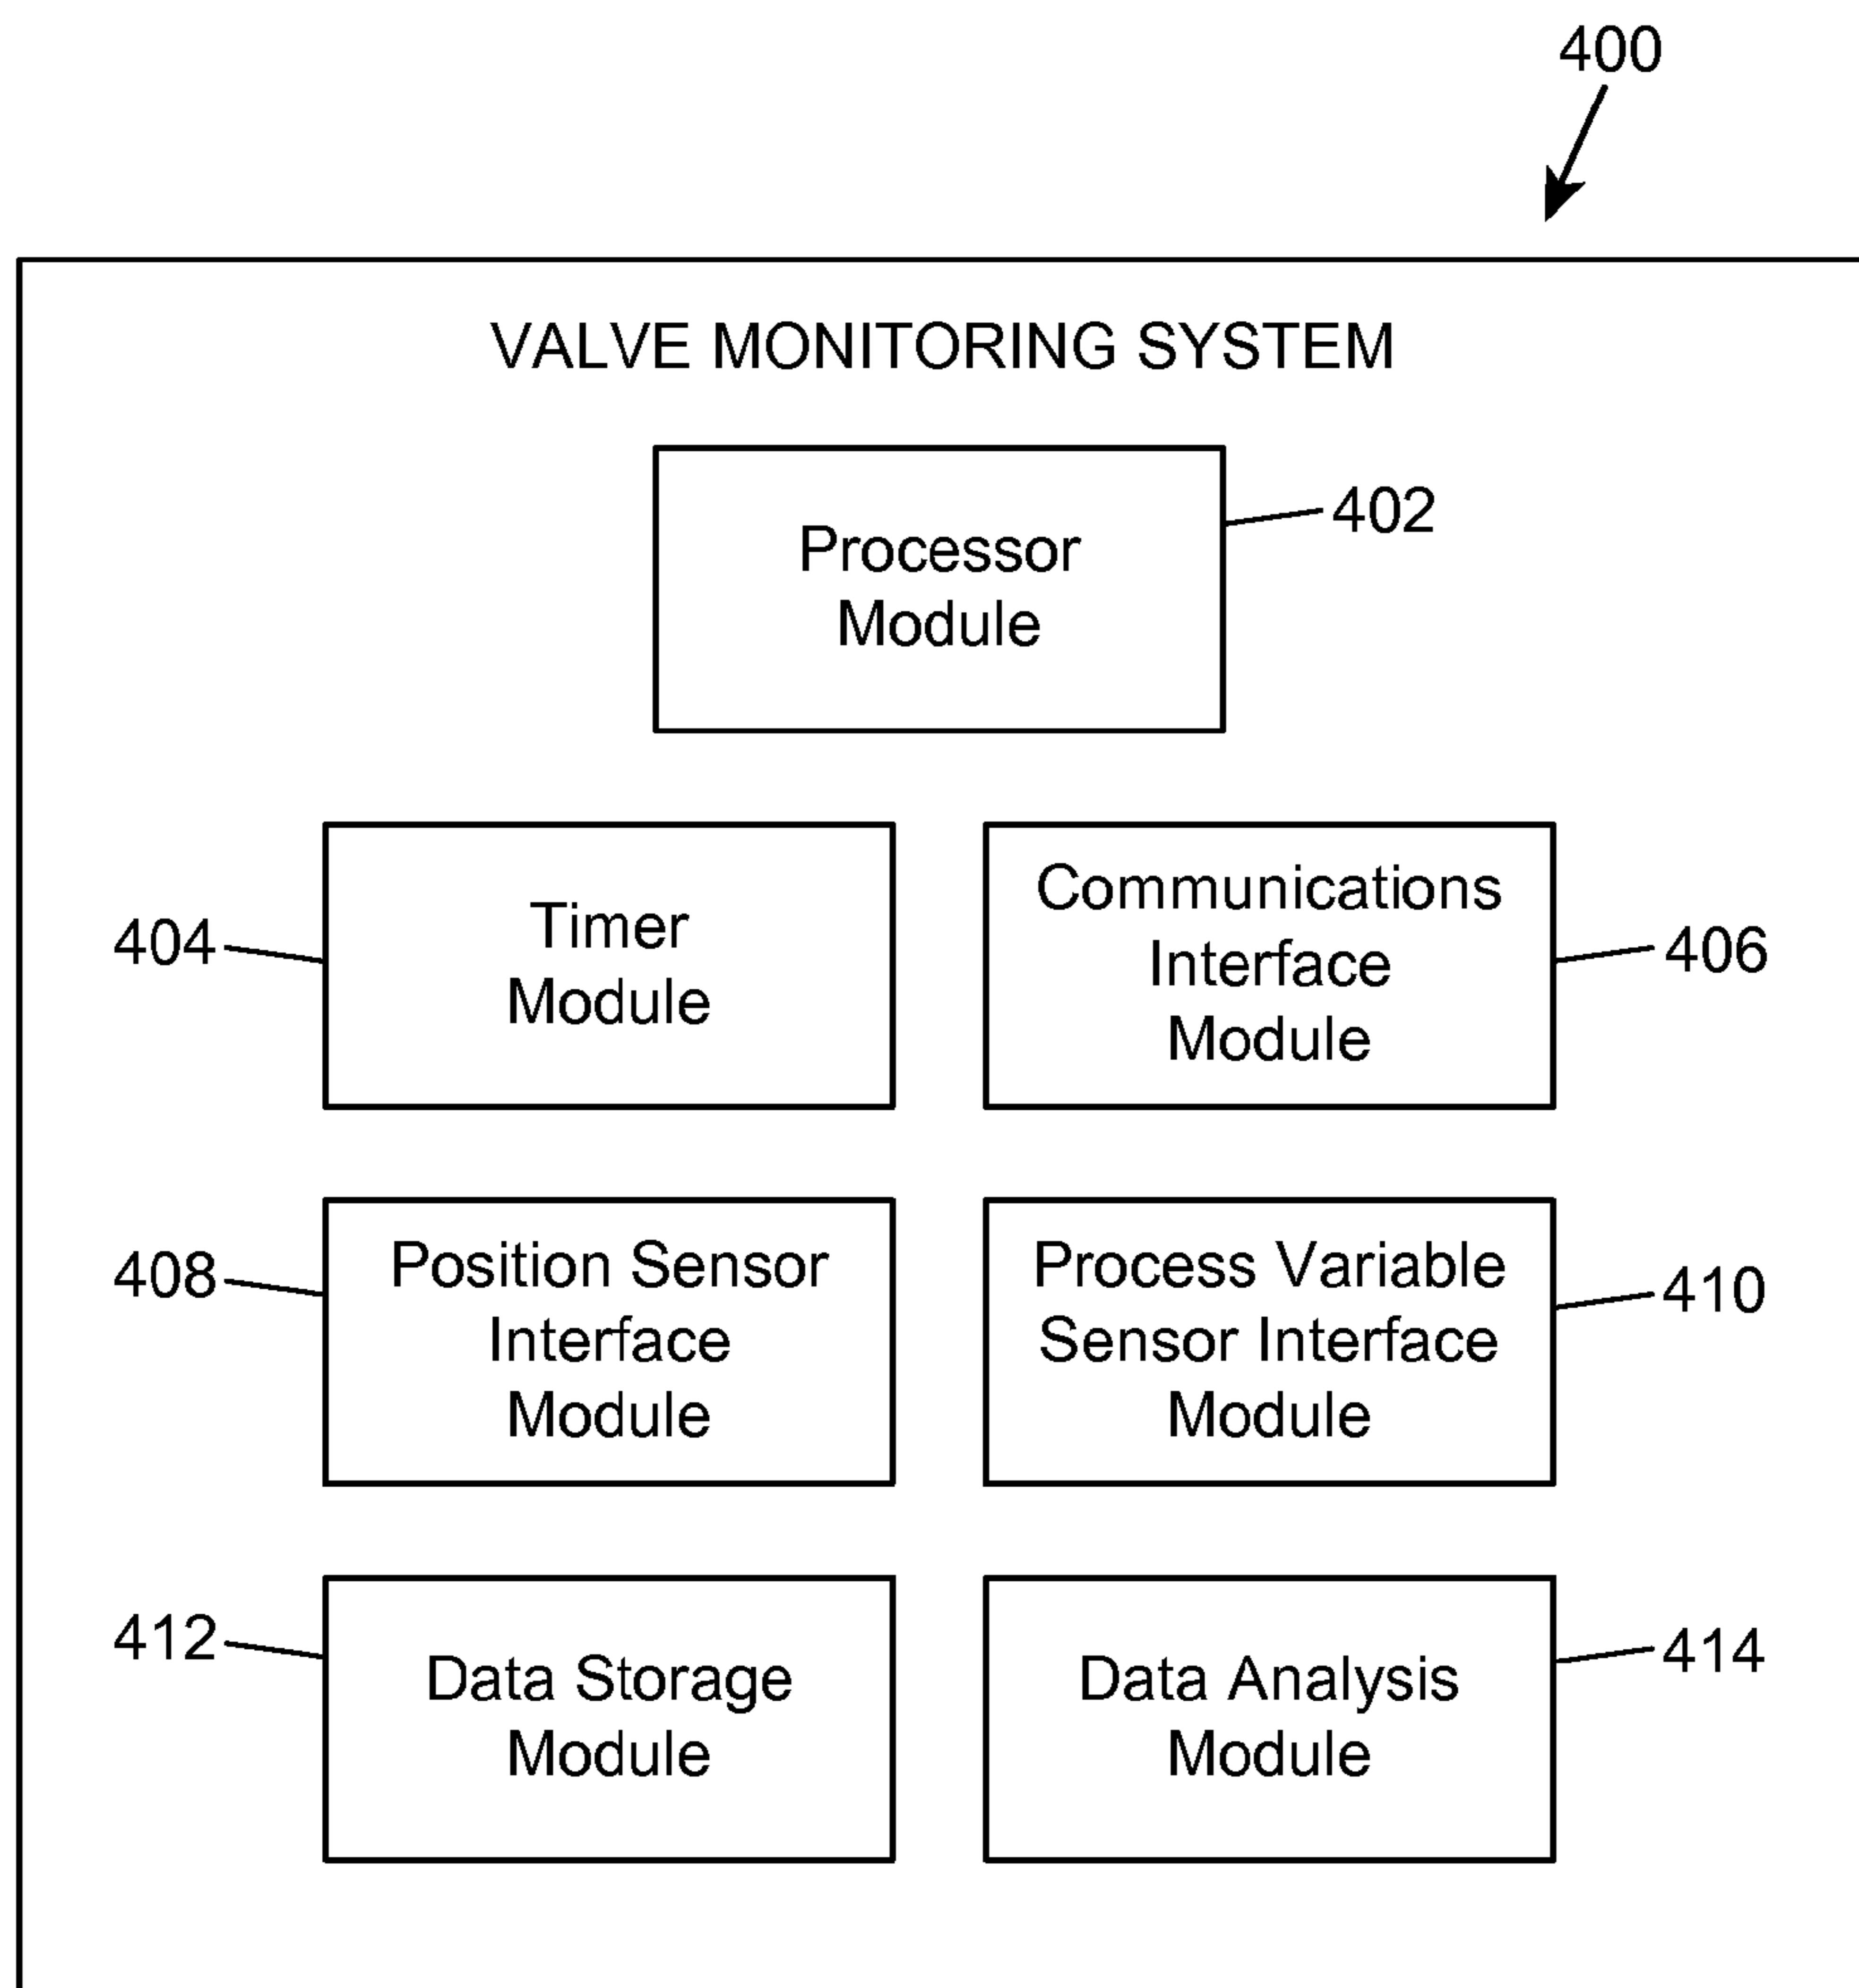 400
VALVE MONITORING SYSTEM
Processor
Module
402
404
Timer
Module
Communications
Interface
Module
406
408
Position Sensor
Interface
Module
Process Variable
Sensor Interface
Module
410
412
Data Storage
Module
Data Analysis
Module
414